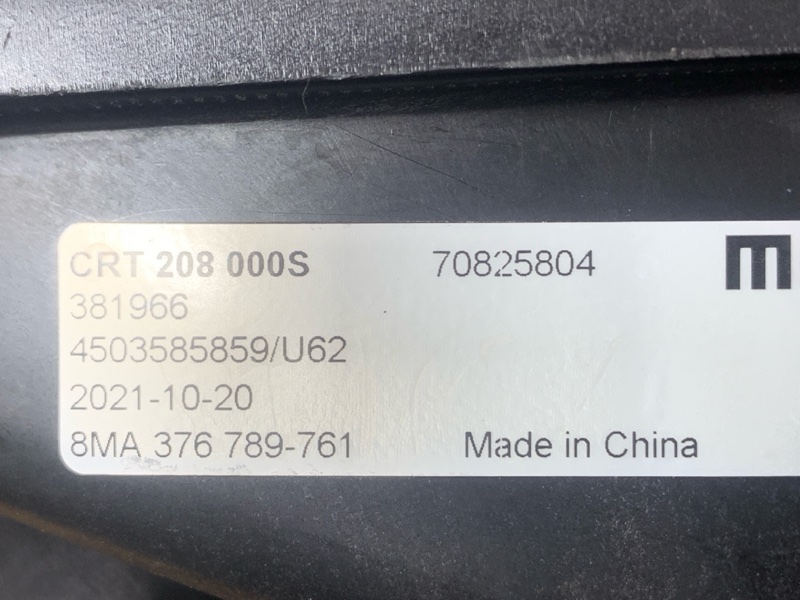 CRT 208 000S 70825804 m
381966
4503585859/U62
2021-10-20
8MA 376 789-761 Made in China